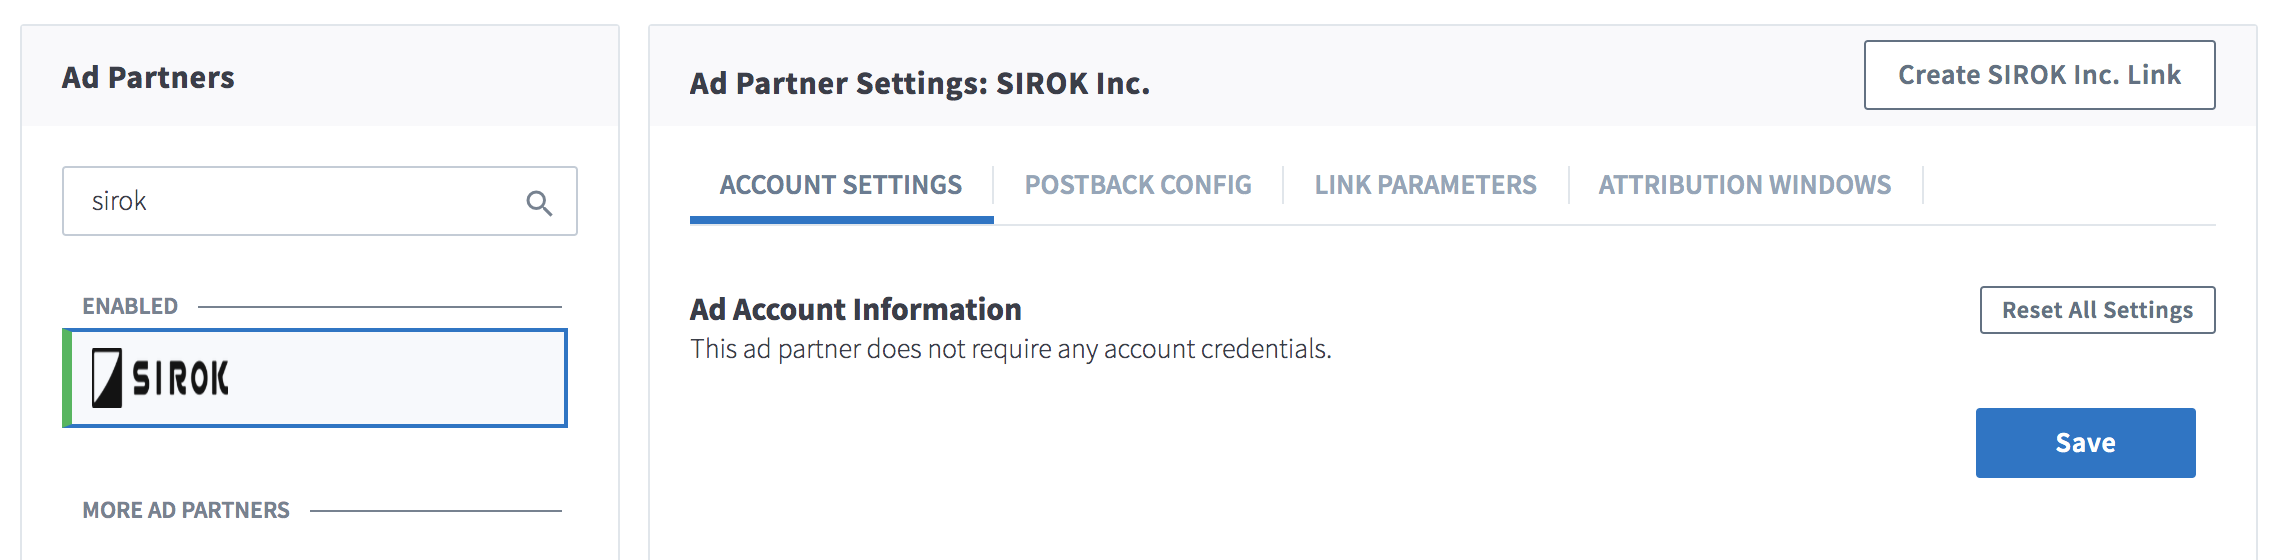 Ad Partners
sirok
ENABLED
SIROK
MORE AD PARTNERS
Ad Partner Settings: SIROK Inc.
Create SIROK Inc. Link
ACCOUNT SETTINGS
POSTBACK CONFIG
LINK PARAMETERS
ATTRIBUTION WINDOWS
Ad Account Information
Reset All Settings
This ad partner does not require any account credentials.
Save